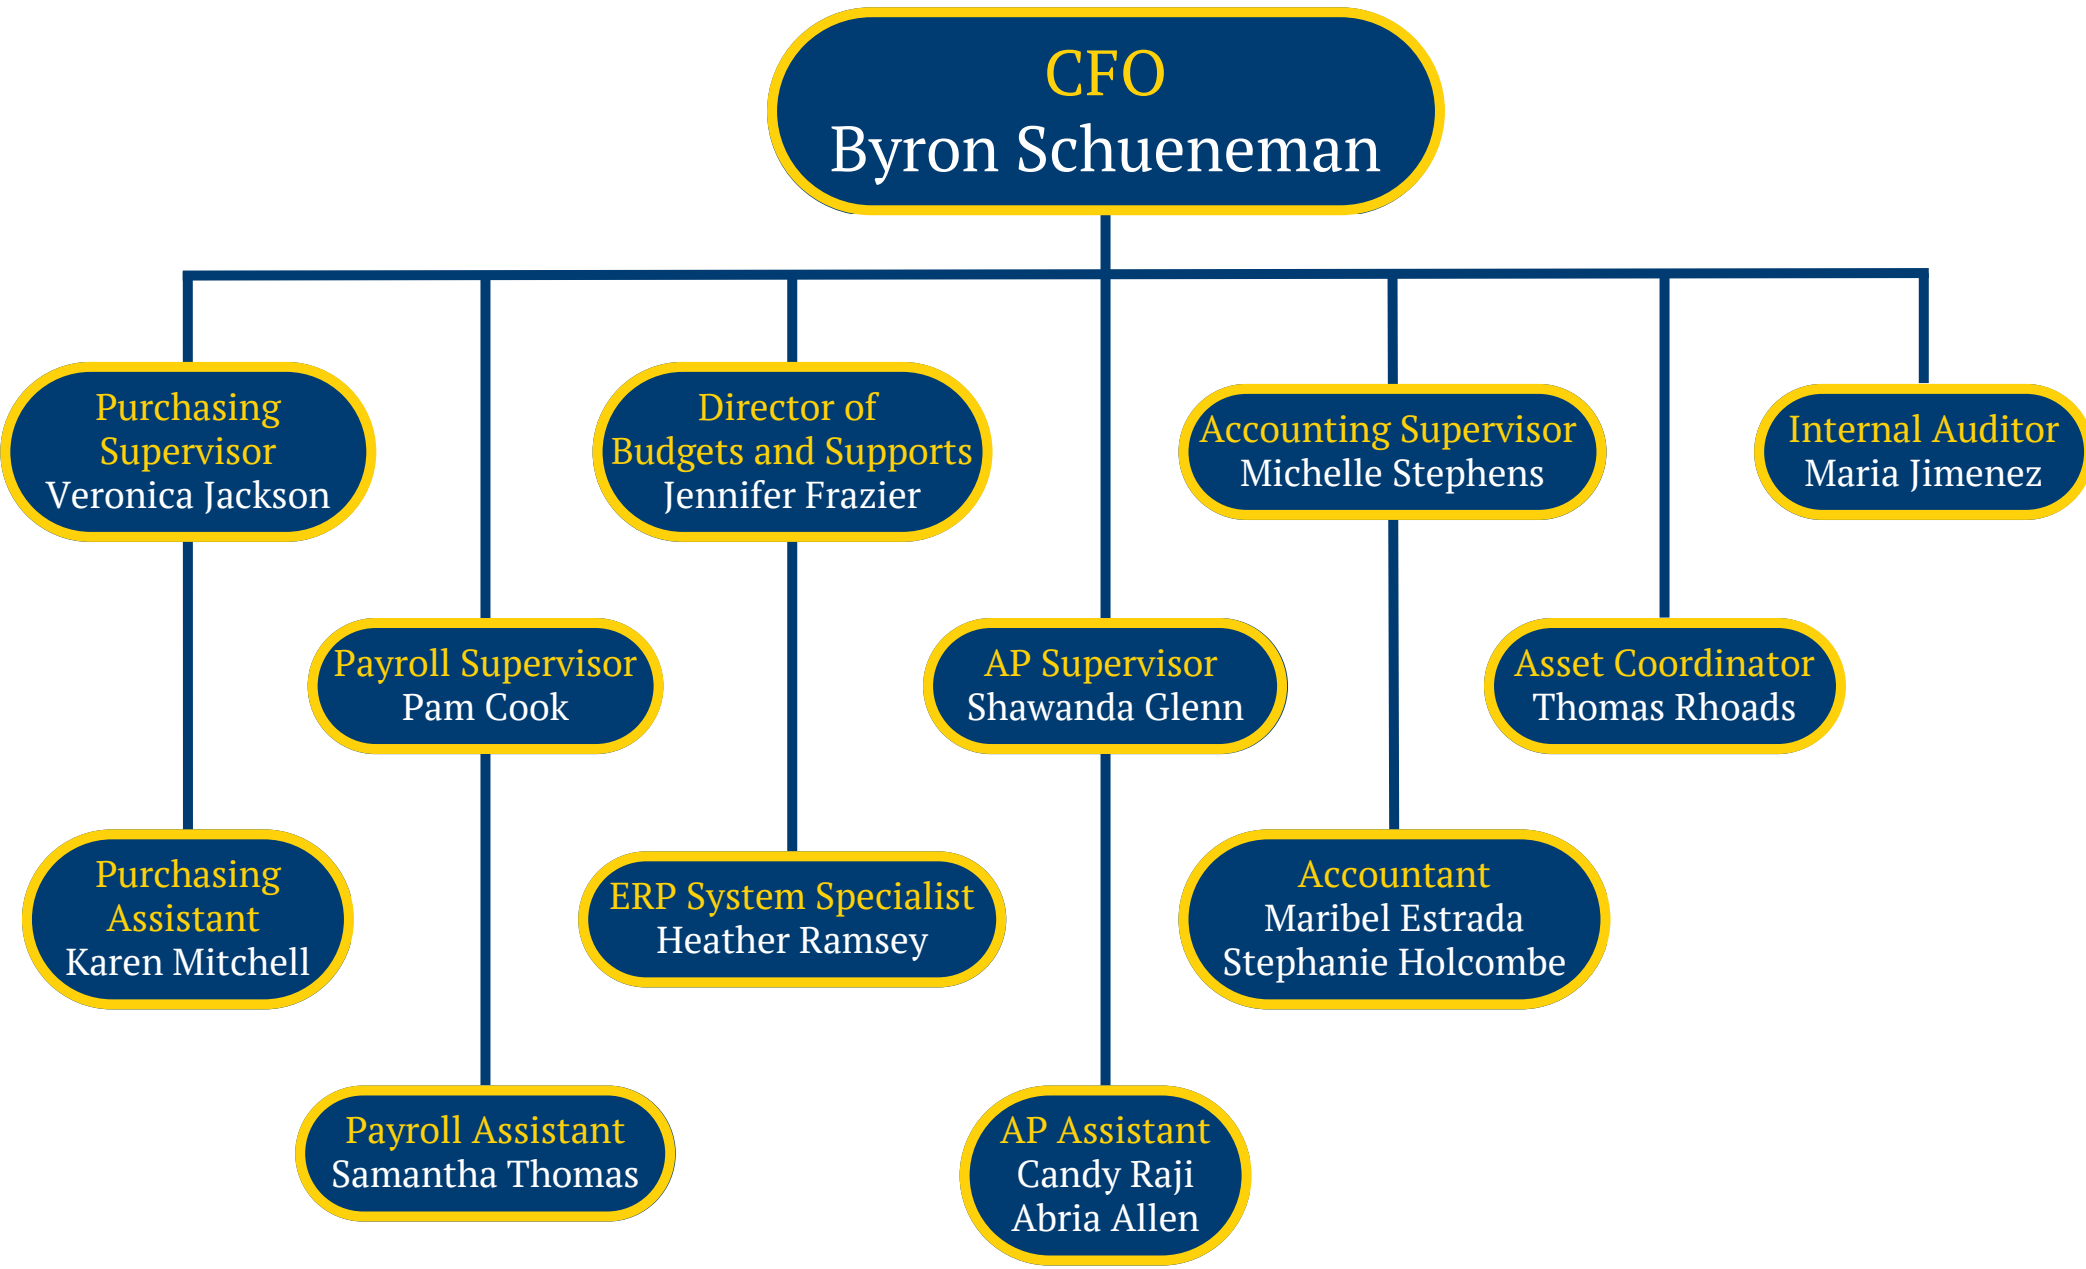 CFO
Byron Schueneman
Purchasing
Supervisor
Veronica Jackson
Director of
Budgets and Supports
Jennifer Frazier
Accounting Supervisor
Michelle Stephens
Internal Auditor
Maria Jimenez
Payroll Supervisor
Pam Cook
AP Supervisor
Shawanda Glenn
Asset Coordinator
Thomas Rhoads
Purchasing
Assistant
Karen Mitchell
ERP System Specialist
Heather Ramsey
Accountant
Maribel Estrada
Stephanie Holcombe
Payroll Assistant
Samantha Thomas
AP Assistant
Candy Raji
Abria Allen